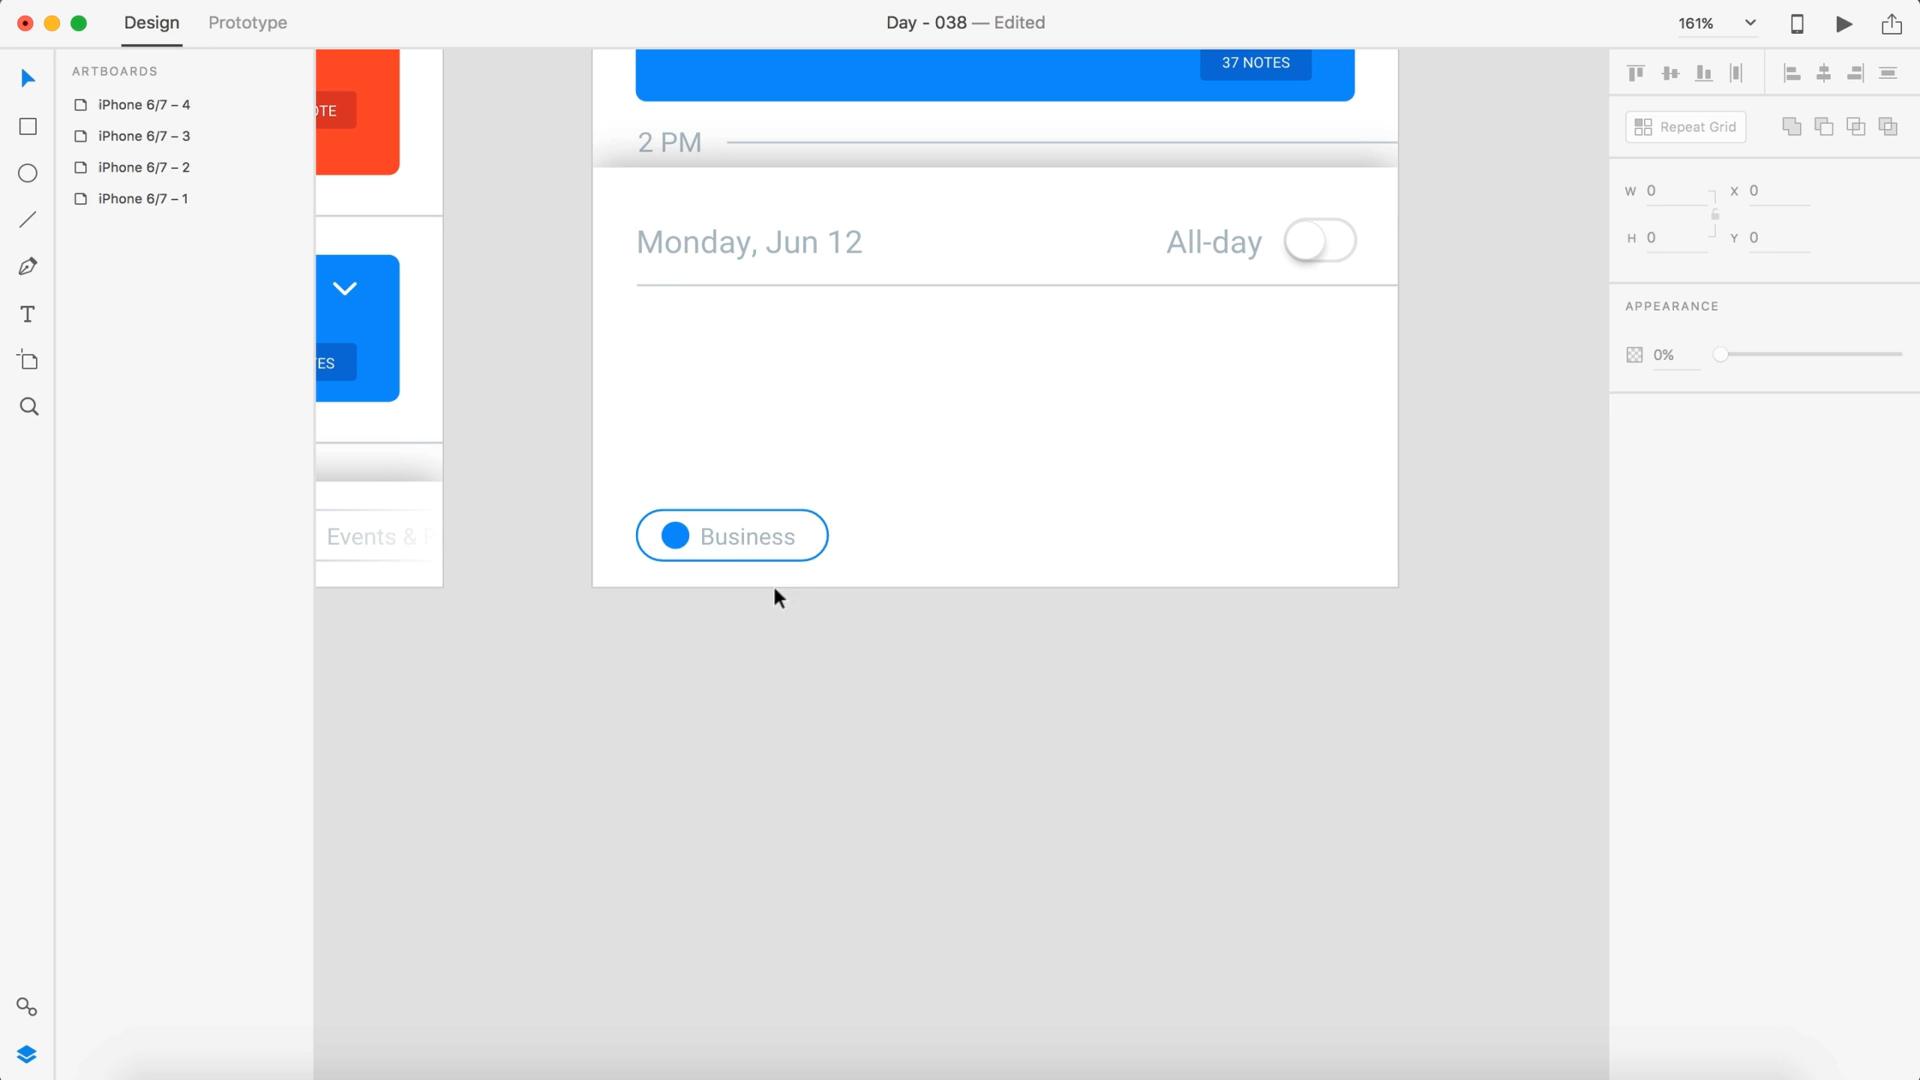 Design
Prototype
Day - 038 — Edited
161%
ARTBOARDS
iPhone 6/7 – 4
iPhone 6/7 – 3
iPhone 6/7 – 2
iPhone 6/7 – 1
37 NOTES
2 PM
Monday, Jun 12
All-day
Business
Events &
Repeat Grid
W 0
X 0
H 0
Y 0
APPEARANCE
0%